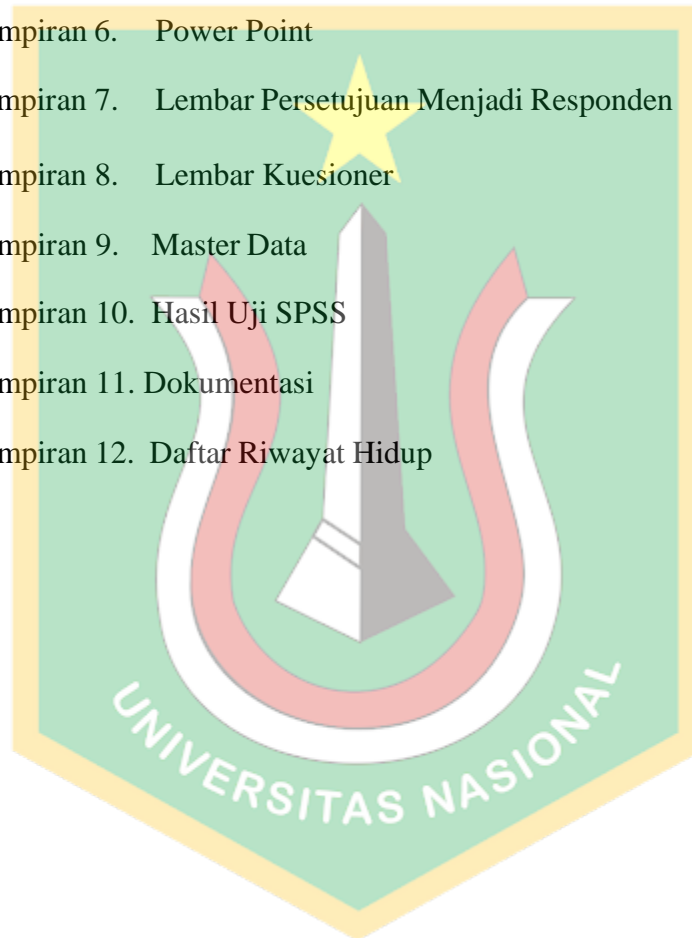 mpiran 6. Power Point
mpiran 7. Lembar Persetujuan Menjadi Responden
mpiran 8. Lembar Kuesioner
mpiran 9. Master Data
mpiran 10. Hasil Uji SPSS
mpiran 11. Dokumentasi
mpiran 12. Daftar Riwayat Hidup
UNIVERSITAS NASIONAL